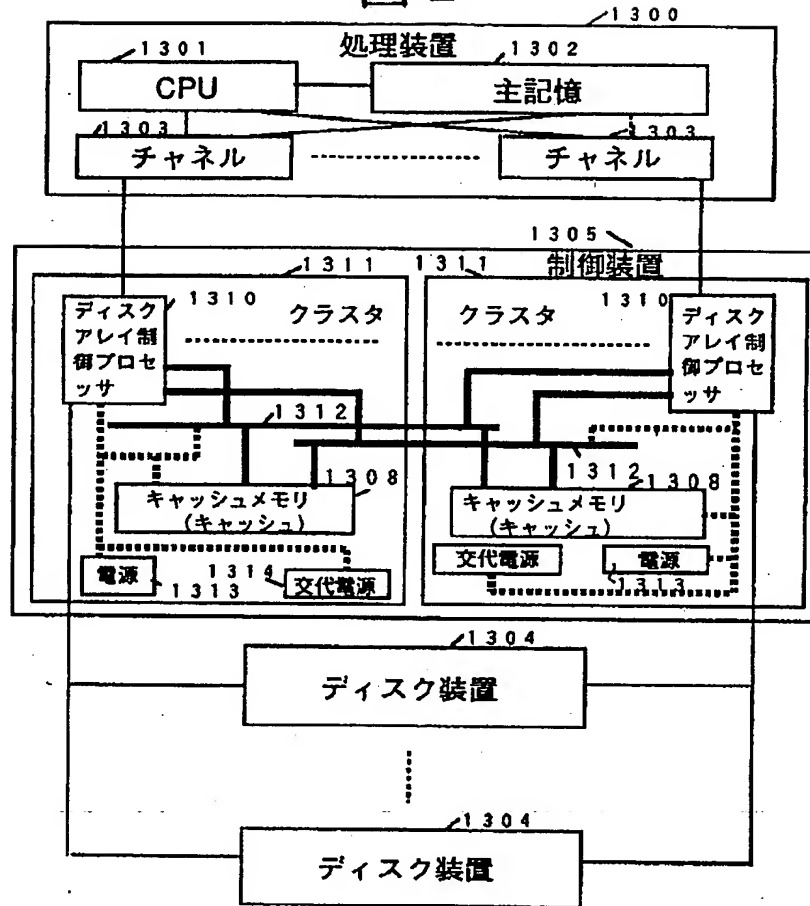 1300
処理装置
1301
1302
CPU
主記憶
1303
1303
チャネル
チャネル
1305
制御装置
1311
1311
1310
1310
ディスク
アレイ制
御プロセ
ッサ
クラスタ
クラスタ
ディスク
アレイ制
御プロセ
ッサ
1312
1312
1308
1308
キャッシュメモリ
(キャッシュ)
キャッシュメモリ
(キャッシュ)
電源
1313
1314
交代電源
交代電源
電源
1313
1304
ディスク装置
1304
ディスク装置